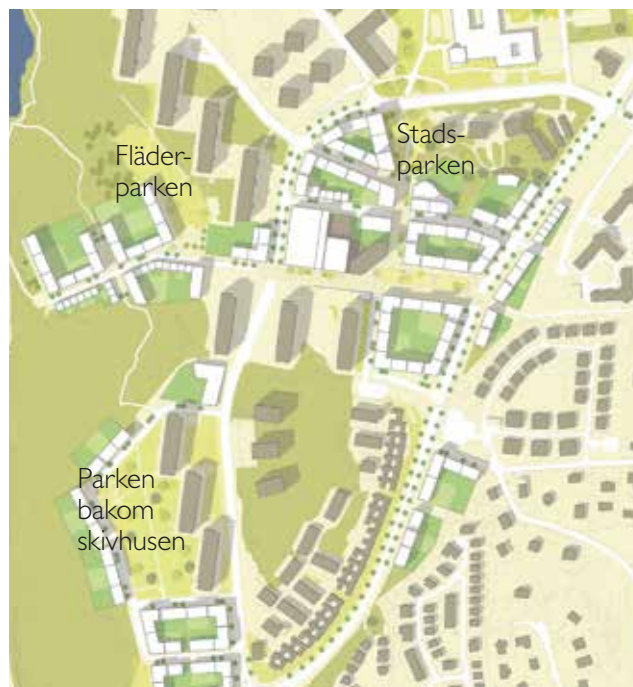 Fläder-
parken
Stads-
parken
Parken
bakom
skivhusen